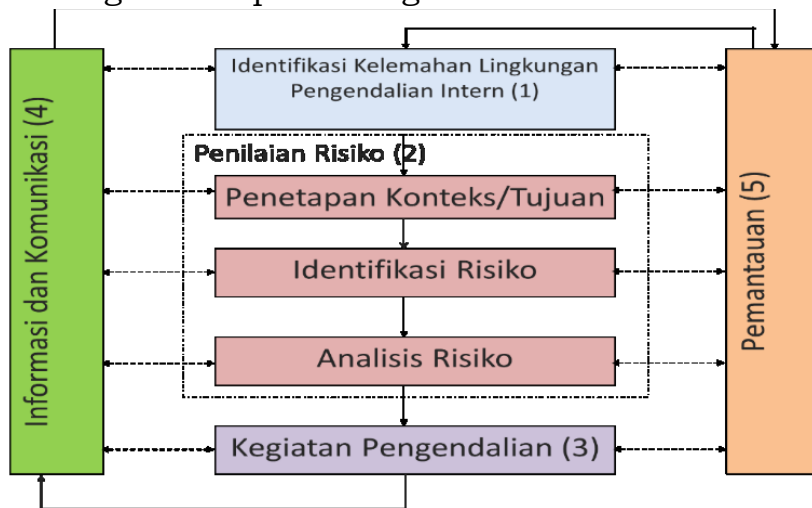 Identifikasi Kelemahan Lingkungan
Pengendalian Intern (1)
Penilaian Risiko (2)
Penetapan Konteks/Tujuan
Identifikasi Risiko
Analisis Risiko
Kegiatan Pengendalian (3)
Informasi dan Komunikasi (4)
Pemantauan (5)